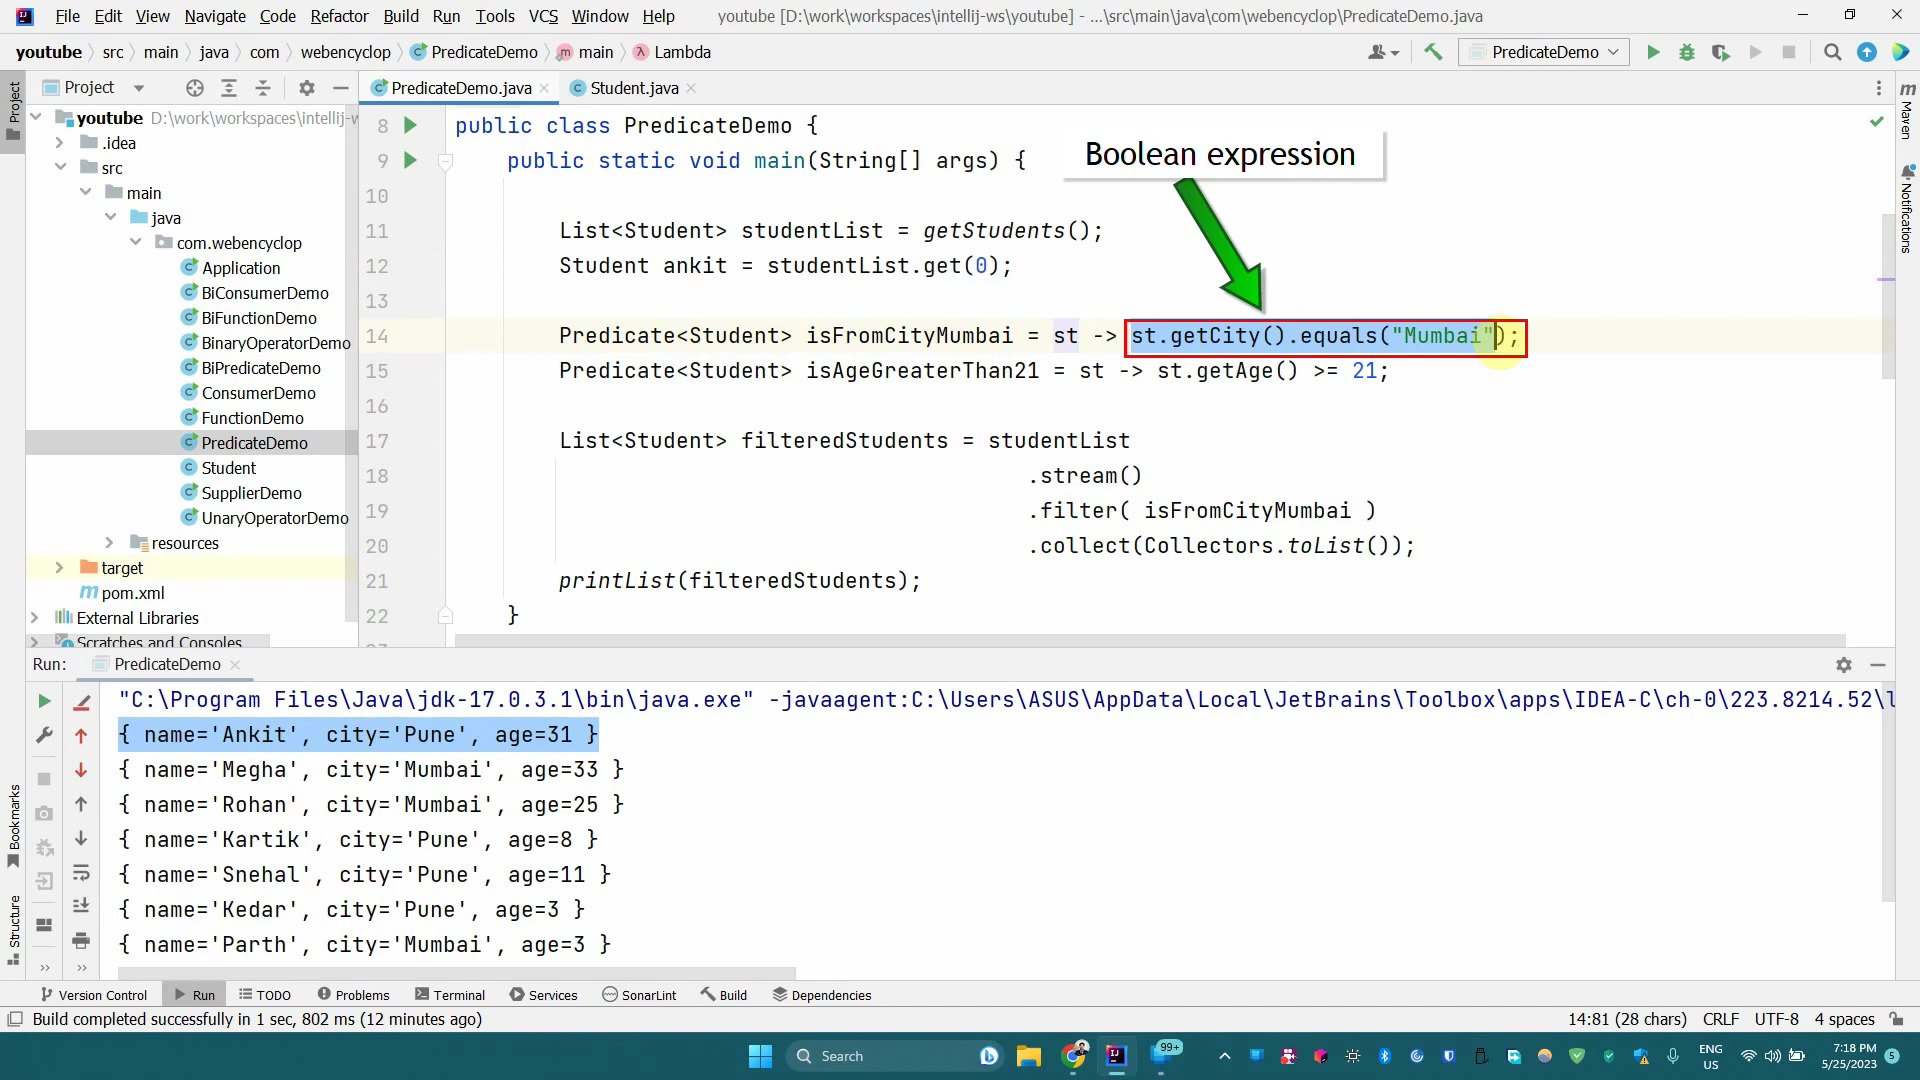 File Edit View Navigate Code Refactor Build Run Tools VCS Window Help youtube [D:\work\workspaces\intellij-ws\youtube] - ...\src\main\java\com\webencyclop\PredicateDemo.java
youtube src main java com webencyclop PredicateDemo main Lambda PredicateDemo
Project
PredicateDemo.java Student.java
youtube D:\work\workspaces\intellij-w
.idea
src
main
java
com.webencyclop
Application
BiConsumerDemo
BiFunctionDemo
BinaryOperatorDemo
BiPredicateDemo
ConsumerDemo
FunctionDemo
PredicateDemo
Student
SupplierDemo
UnaryOperatorDemo
resources
target
pom.xml
External Libraries
Scratches and Consoles
Project
Bookmarks
Structure
Maven
Notifications
8 public class PredicateDemo {
9 public static void main(String[] args) {
Boolean expression
10
11 List<Student> studentList = getStudents();
12 Student ankit = studentList.get(0);
13
14 Predicate<Student> isFromCityMumbai = st -> st.getCity().equals("Mumbai");
15 Predicate<Student> isAgeGreaterThan21 = st -> st.getAge() >= 21;
16
17 List<Student> filteredStudents = studentList
18 .stream()
19 .filter( isFromCityMumbai )
20 .collect(Collectors.toList());
21 printList(filteredStudents);
22 }
Run: PredicateDemo
"C:\Program Files\Java\jdk-17.0.3.1\bin\java.exe" -javaagent:C:\Users\ASUS\AppData\Local\JetBrains\Toolbox\apps\IDEA-C\ch-0\223.8214.52\l
{ name='Ankit', city='Pune', age=31 }
{ name='Megha', city='Mumbai', age=33 }
{ name='Rohan', city='Mumbai', age=25 }
{ name='Kartik', city='Pune', age=8 }
{ name='Snehal', city='Pune', age=11 }
{ name='Kedar', city='Pune', age=3 }
{ name='Parth', city='Mumbai', age=3 }
Version Control Run TODO Problems Terminal Services SonarLint Build Dependencies
Build completed successfully in 1 sec, 802 ms (12 minutes ago) 14:81 (28 chars) CRLF UTF-8 4 spaces
Search 99+ ENG US 7:18 PM 5/25/2023 5